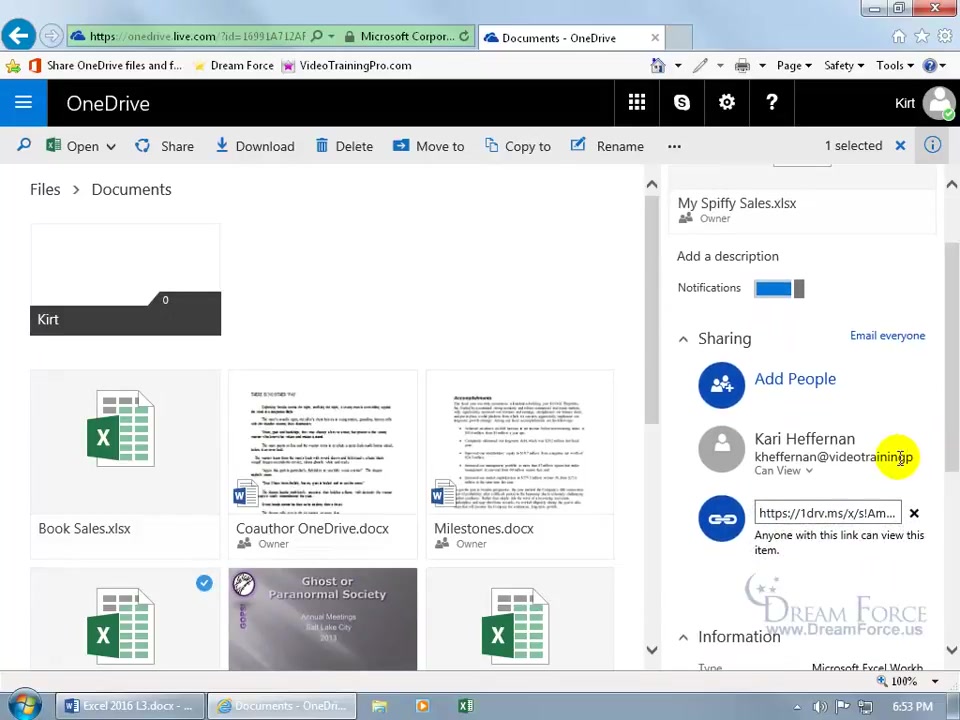 https://onedrive.live.com/?id=16991A712AF
Microsoft Corpor...
Documents - OneDrive
Share OneDrive files and f...
Dream Force
VideoTrainingPro.com
Page
Safety
Tools
OneDrive
Kirt
Open
Share
Download
Delete
Move to
Copy to
Rename
1 selected
Files > Documents
My Spiffy Sales.xlsx
Owner
Add a description
Notifications
0
Kirt
Sharing
Email everyone
Add People
Kari Heffernan
kheffernan@videotrainingp
Can View
Accomplishments
https://1drv.ms/x/s!Am...
Anyone with this link can view this
item.
Book Sales.xlsx
Coauthor OneDrive.docx
Owner
Milestones.docx
Owner
Ghost or
Paranormal Society
Annual Meetings
Salt Lake City
2013
DREAM FORCE
www.DreamForce.us
Information
Type
Microsoft Excel Workb
100%
Excel 2016 L3.docx - ...
Documents - OneDri...
6:53 PM